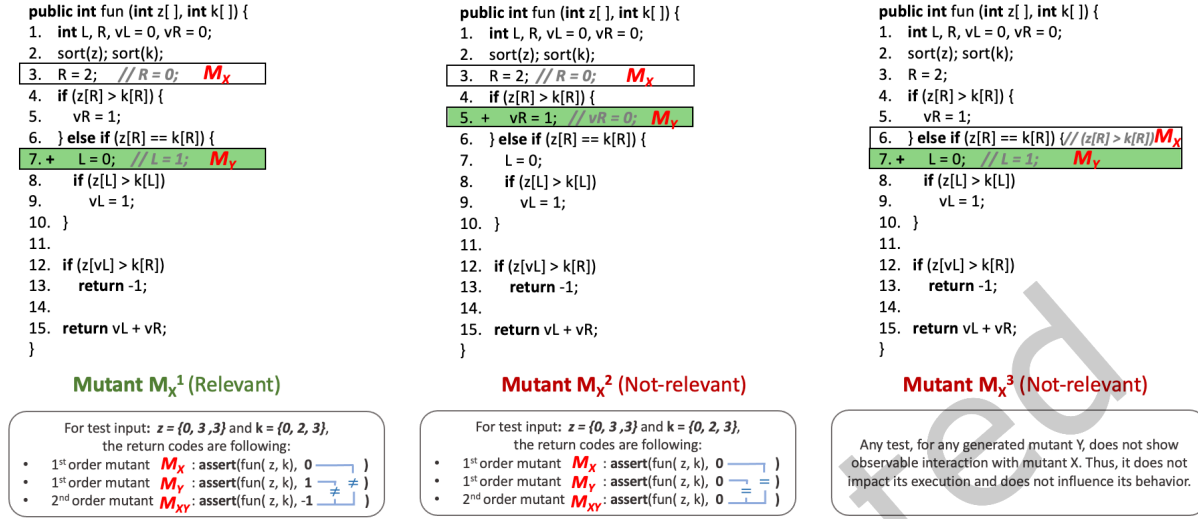 public int fun (int z[ ], int k[ ]) {
1. int L, R, vL = 0, vR = 0;
2. sort(z); sort(k);
3. R = 2; // R = 0; MX
4. if (z[R] > k[R]) {
5. vR = 1;
6. } else if (z[R] == k[R]) {
7. + L = 0; // L = 1; MY
8. if (z[L] > k[L])
9. vL = 1;
10. }
11.
12. if (z[vL] > k[R])
13. return -1;
14.
15. return vL + vR;
}
Mutant MX1 (Relevant)
For test input: z = {0, 3 ,3} and k = {0, 2, 3},
the return codes are following:
• 1st order mutant MX : assert(fun( z, k), 0 )
• 1st order mutant MY : assert(fun( z, k), 1 ≠ ≠ )
• 2nd order mutant MXY : assert(fun( z, k), -1 )
public int fun (int z[ ], int k[ ]) {
1. int L, R, vL = 0, vR = 0;
2. sort(z); sort(k);
3. R = 2; // R = 0; MX
4. if (z[R] > k[R]) {
5. + vR = 1; // vR = 0; MY
6. } else if (z[R] == k[R]) {
7. L = 0;
8. if (z[L] > k[L])
9. vL = 1;
10. }
11.
12. if (z[vL] > k[R])
13. return -1;
14.
15. return vL + vR;
}
Mutant MX2 (Not-relevant)
For test input: z = {0, 3 ,3} and k = {0, 2, 3},
the return codes are following:
• 1st order mutant MX : assert(fun( z, k), 0 )
• 1st order mutant MY : assert(fun( z, k), 0 = = )
• 2nd order mutant MXY : assert(fun( z, k), 0 )
public int fun (int z[ ], int k[ ]) {
1. int L, R, vL = 0, vR = 0;
2. sort(z); sort(k);
3. R = 2;
4. if (z[R] > k[R]) {
5. vR = 1;
6. } else if (z[R] == k[R]) {// (z[R] > k[R]) MX
7. + L = 0; // L = 1; MY
8. if (z[L] > k[L])
9. vL = 1;
10. }
11.
12. if (z[vL] > k[R])
13. return -1;
14.
15. return vL + vR;
}
Mutant MX3 (Not-relevant)
Any test, for any generated mutant Y, does not show
observable interaction with mutant X. Thus, it does not
impact its execution and does not influence its behavior.
ted